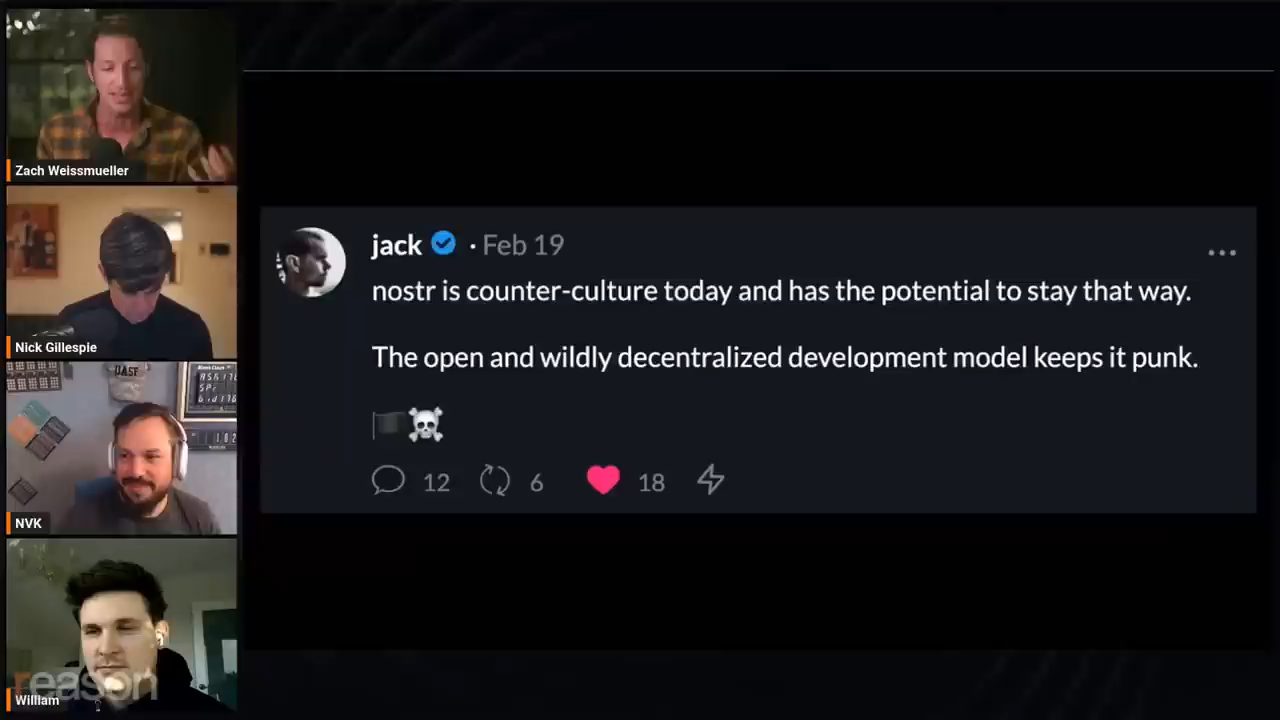 Zach Weissmueller
Nick Gillespie
NVK
William
reason
jack · Feb 19
nostr is counter-culture today and has the potential to stay that way.
The open and wildly decentralized development model keeps it punk.
🏴☠️
12 6 18